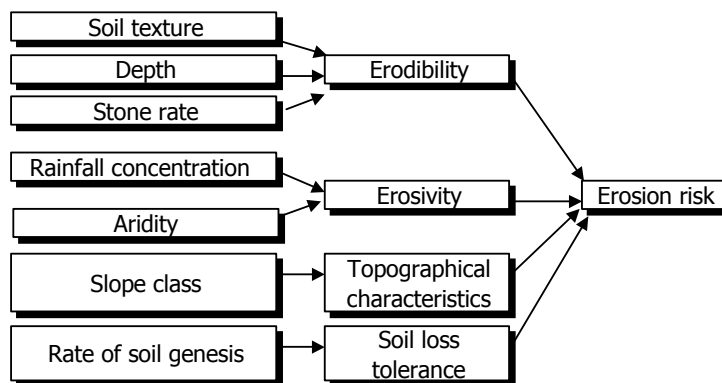 Soil texture
Depth
Stone rate
Erodibility
Rainfall concentration
Aridity
Erosivity
Erosion risk
Slope class
Topographical
characteristics
Rate of soil genesis
Soil loss
tolerance